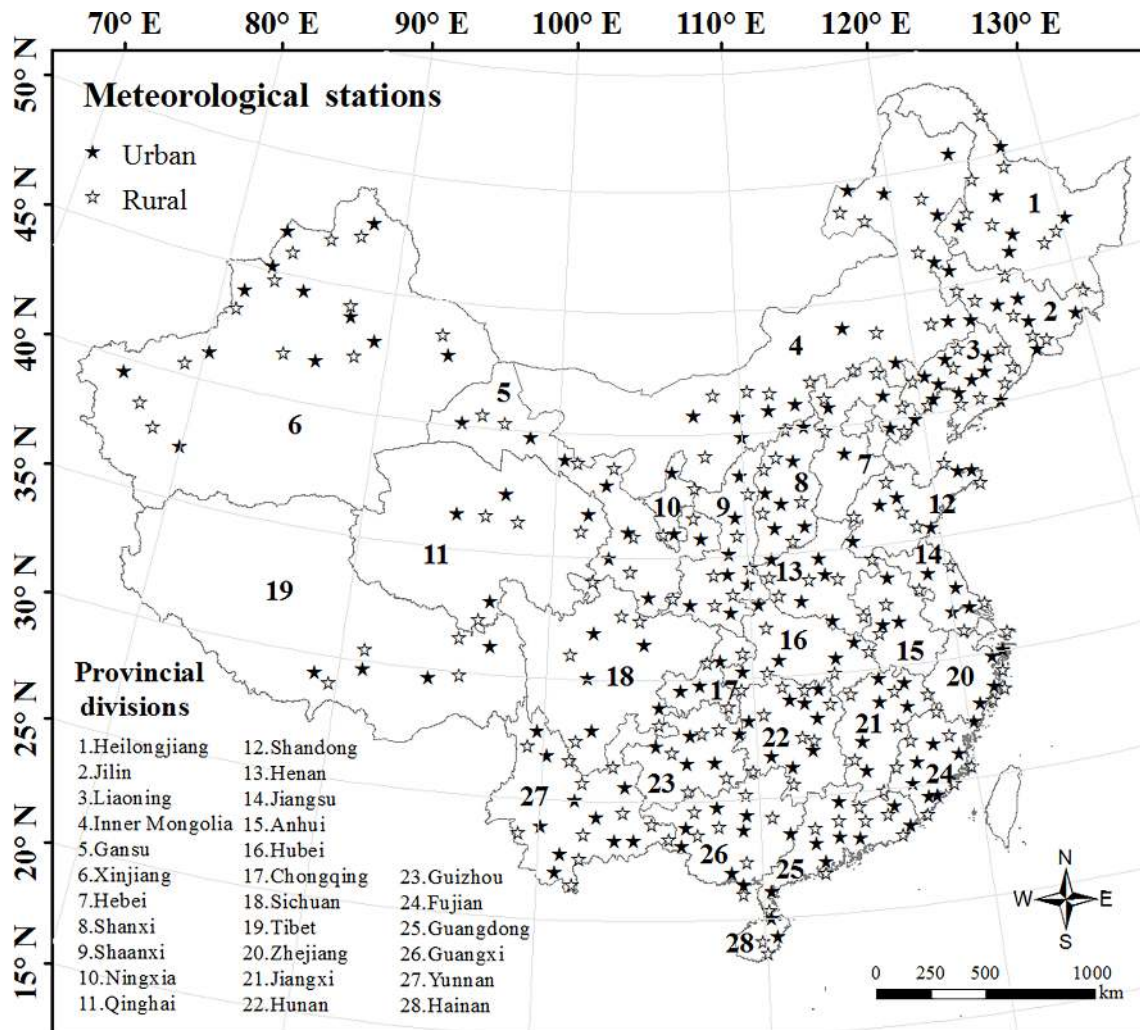 70° E 80° E 90° E 100° E 110° E 120° E 130° E
50° N
45° N
40° N
35° N
30° N
25° N
20° N
15° N
Meteorological stations
Urban
Rural
1
2
3
4
5
6
7
8
9
10
11
12
13
14
15
16
17
18
19
20
21
22
23
24
25
26
27
28
Provincial
divisions
1.Heilongjiang
2.Jilin
3.Liaoning
4.Inner Mongolia
5.Gansu
6.Xinjiang
7.Hebei
8.Shanxi
9.Shaanxi
10.Ningxia
11.Qinghai
12.Shandong
13.Henan
14.Jiangsu
15.Anhui
16.Hubei
17.Chongqing
18.Sichuan
19.Tibet
20.Zhejiang
21.Jiangxi
22.Hunan
23.Guizhou
24.Fujian
25.Guangdong
26.Guangxi
27.Yunnan
28.Hainan
N
W E
S
0 250 500 1000
km